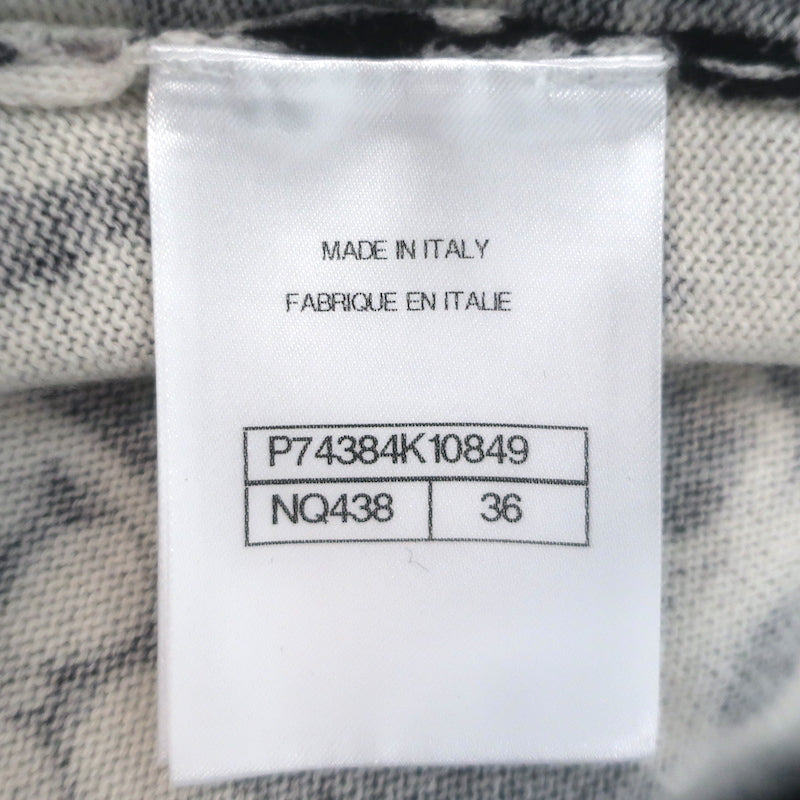 MADE IN ITALY
FABRIQUE EN ITALIE
P74384K10849
NQ438 36